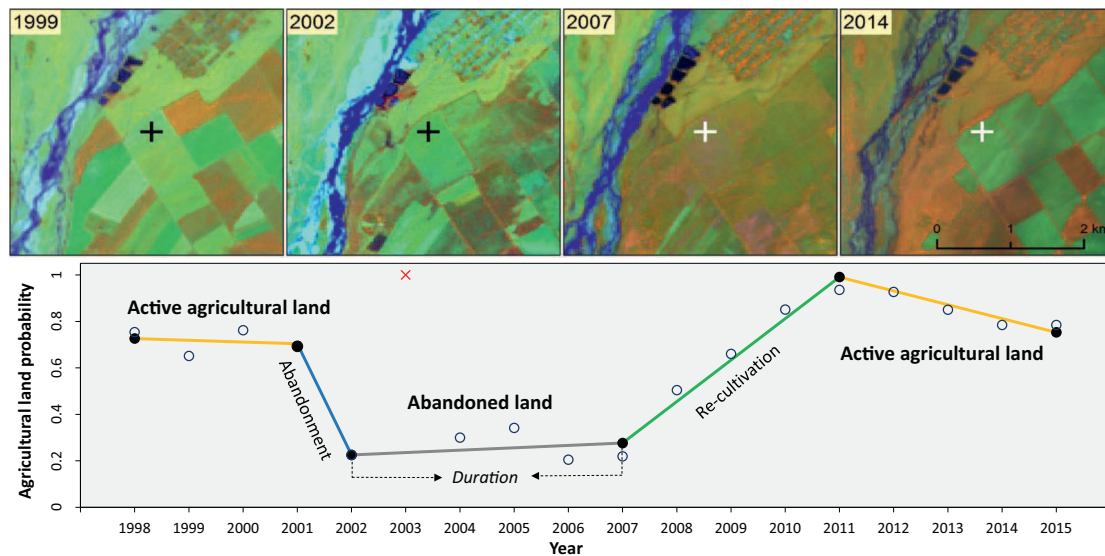 1999
2002
2007
2014
0 1 2 km
Agricultural land probability
1
0.8
0.6
0.4
0.2
0
Active agricultural land
Abandonment
Abandoned land
Duration
Re-cultivation
Active agricultural land
1998 1999 2000 2001 2002 2003 2004 2005 2006 2007 2008 2009 2010 2011 2012 2013 2014 2015
Year